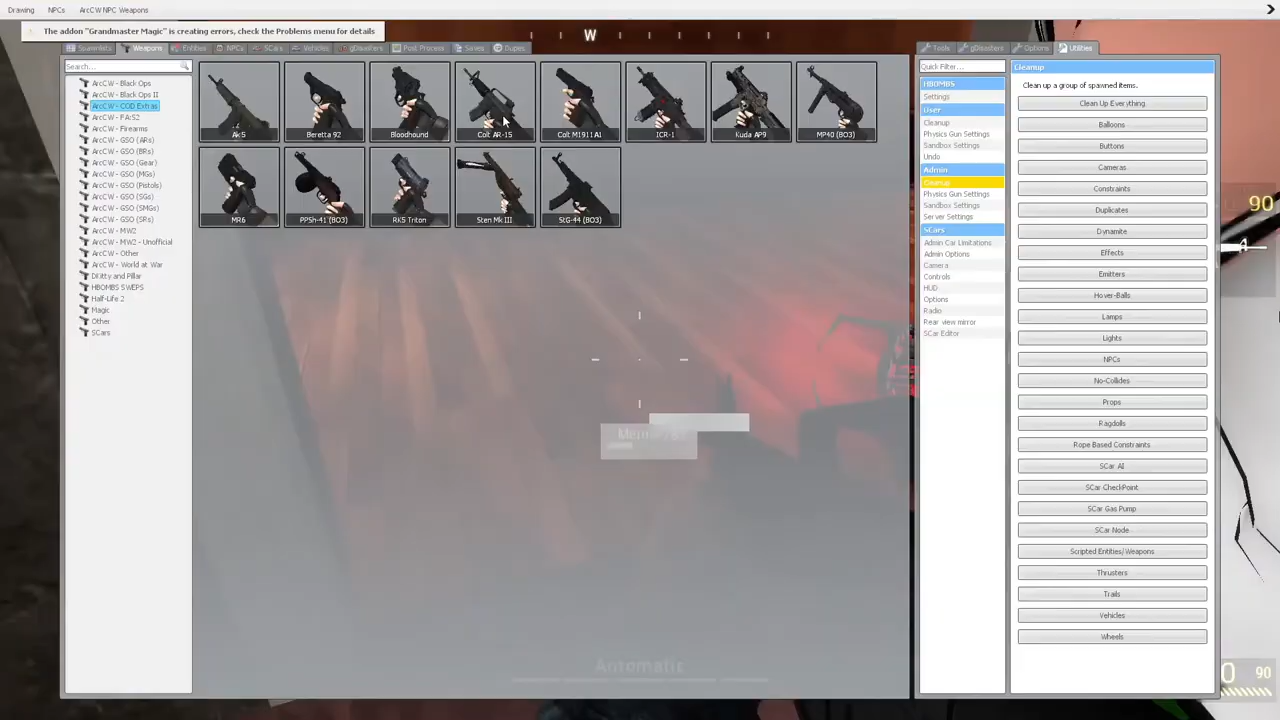 Drawing NPCs ArcCW NPC Weapons
The addon "Grandmaster Magic" is creating errors, check the Problems menu for details
W
Spawnlists Weapons Entities NPCs SCars Vehicles gDisasters Post Process Saves Dupes
Search...
ArcCW - Black Ops
ArcCW - Black Ops II
ArcCW - COD Extras
ArcCW - FA:S2
ArcCW - Firearms
ArcCW - GSO (ARs)
ArcCW - GSO (BRs)
ArcCW - GSO (Gear)
ArcCW - GSO (MGs)
ArcCW - GSO (Pistols)
ArcCW - GSO (SGs)
ArcCW - GSO (SMGs)
ArcCW - GSO (SRs)
ArcCW - MW2
ArcCW - MW2 - Unofficial
ArcCW - Other
ArcCW - World at War
HBOMBS SWEPS
Half-Life 2
Magic
Other
SCars
Ak-5 Beretta 92 Bloodhound Colt AR-15 Colt M1911A1 ICR-1 Kuda AP9 MP40 (BO3)
MR6 PPSh-41 (BO3) RK5 Triton Sten Mk III StG-44 (BO3)
Automatic
Tools gDisasters Options Utilities
Quick Filter...
HBOMBS
Settings
User
Cleanup
Physics Gun Settings
Sandbox Settings
Undo
Admin
Cleanup
Physics Gun Settings
Sandbox Settings
Server Settings
SCars
Admin Car Limitations
Admin Options
Camera
Controls
HUD
Options
Radio
Rear view mirror
SCar Editor
Cleanup
Clean up a group of spawned items.
Clean Up Everything
Balloons
Buttons
Cameras
Constraints
Duplicates
Dynamite
Effects
Emitters
Hover-Balls
Lamps
Lights
NPCs
No-Collides
Props
Ragdolls
Rope Based Constraints
SCar AI
SCar CheckPoint
SCar Gas Pump
SCar Node
Scripted Entities/Weapons
Thrusters
Trails
Vehicles
Wheels
90
0 90